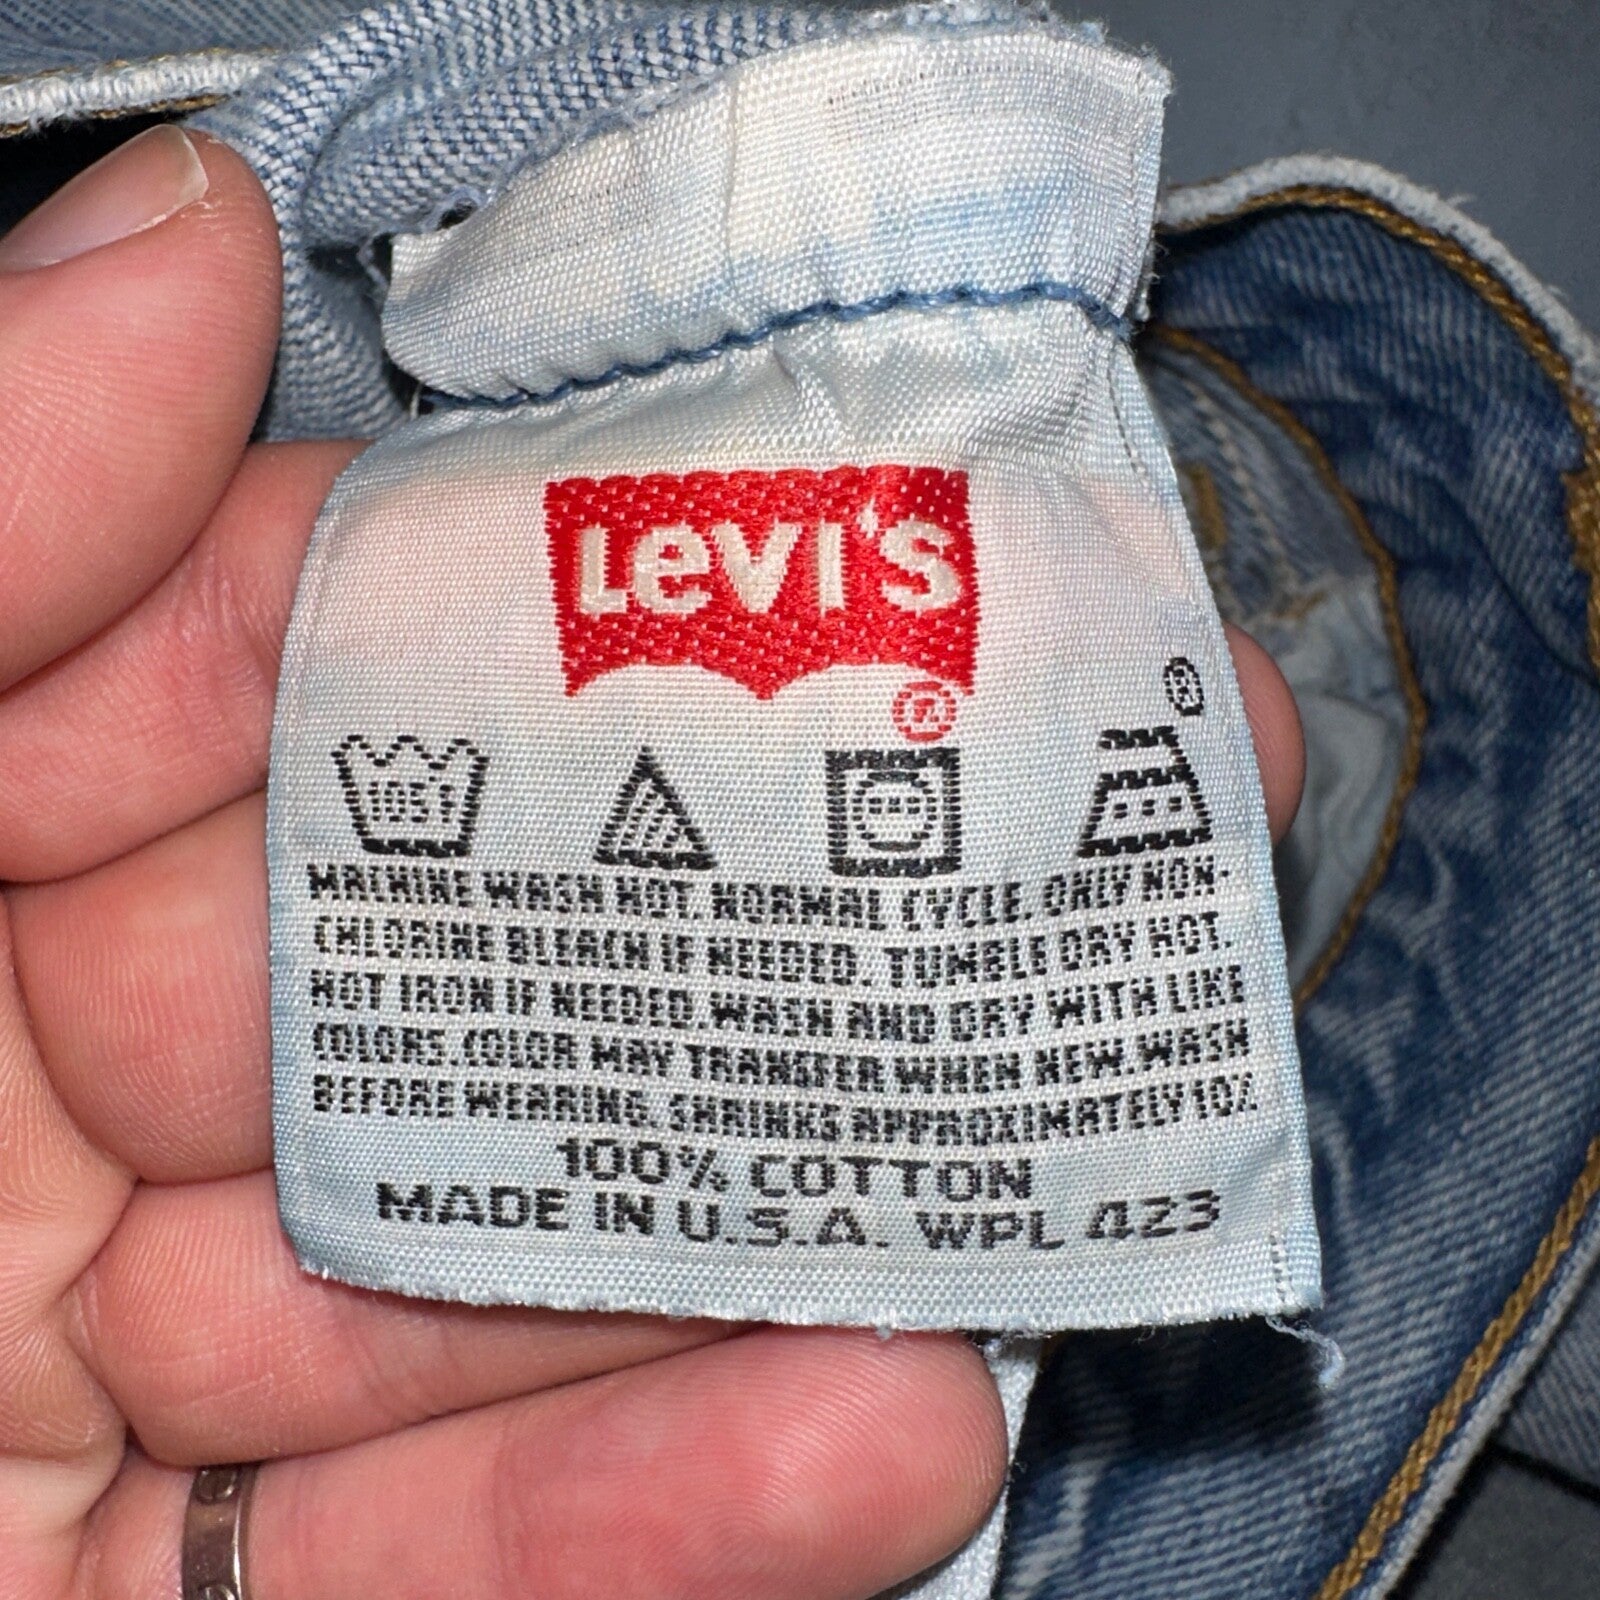 LeVI'S
®
®
105F
MACHINE WASH HOT. NORMAL CYCLE. ONLY NON-
CHLORINE BLEACH IF NEEDED. TUMBLE DRY HOT.
HOT IRON IF NEEDED. WASH AND DRY WITH LIKE
COLORS. COLOR MAY TRANSFER WHEN NEW. WASH
BEFORE WEARING. SHRINKS APPROXIMATELY 10%
100% COTTON
MADE IN U.S.A. WPL 423